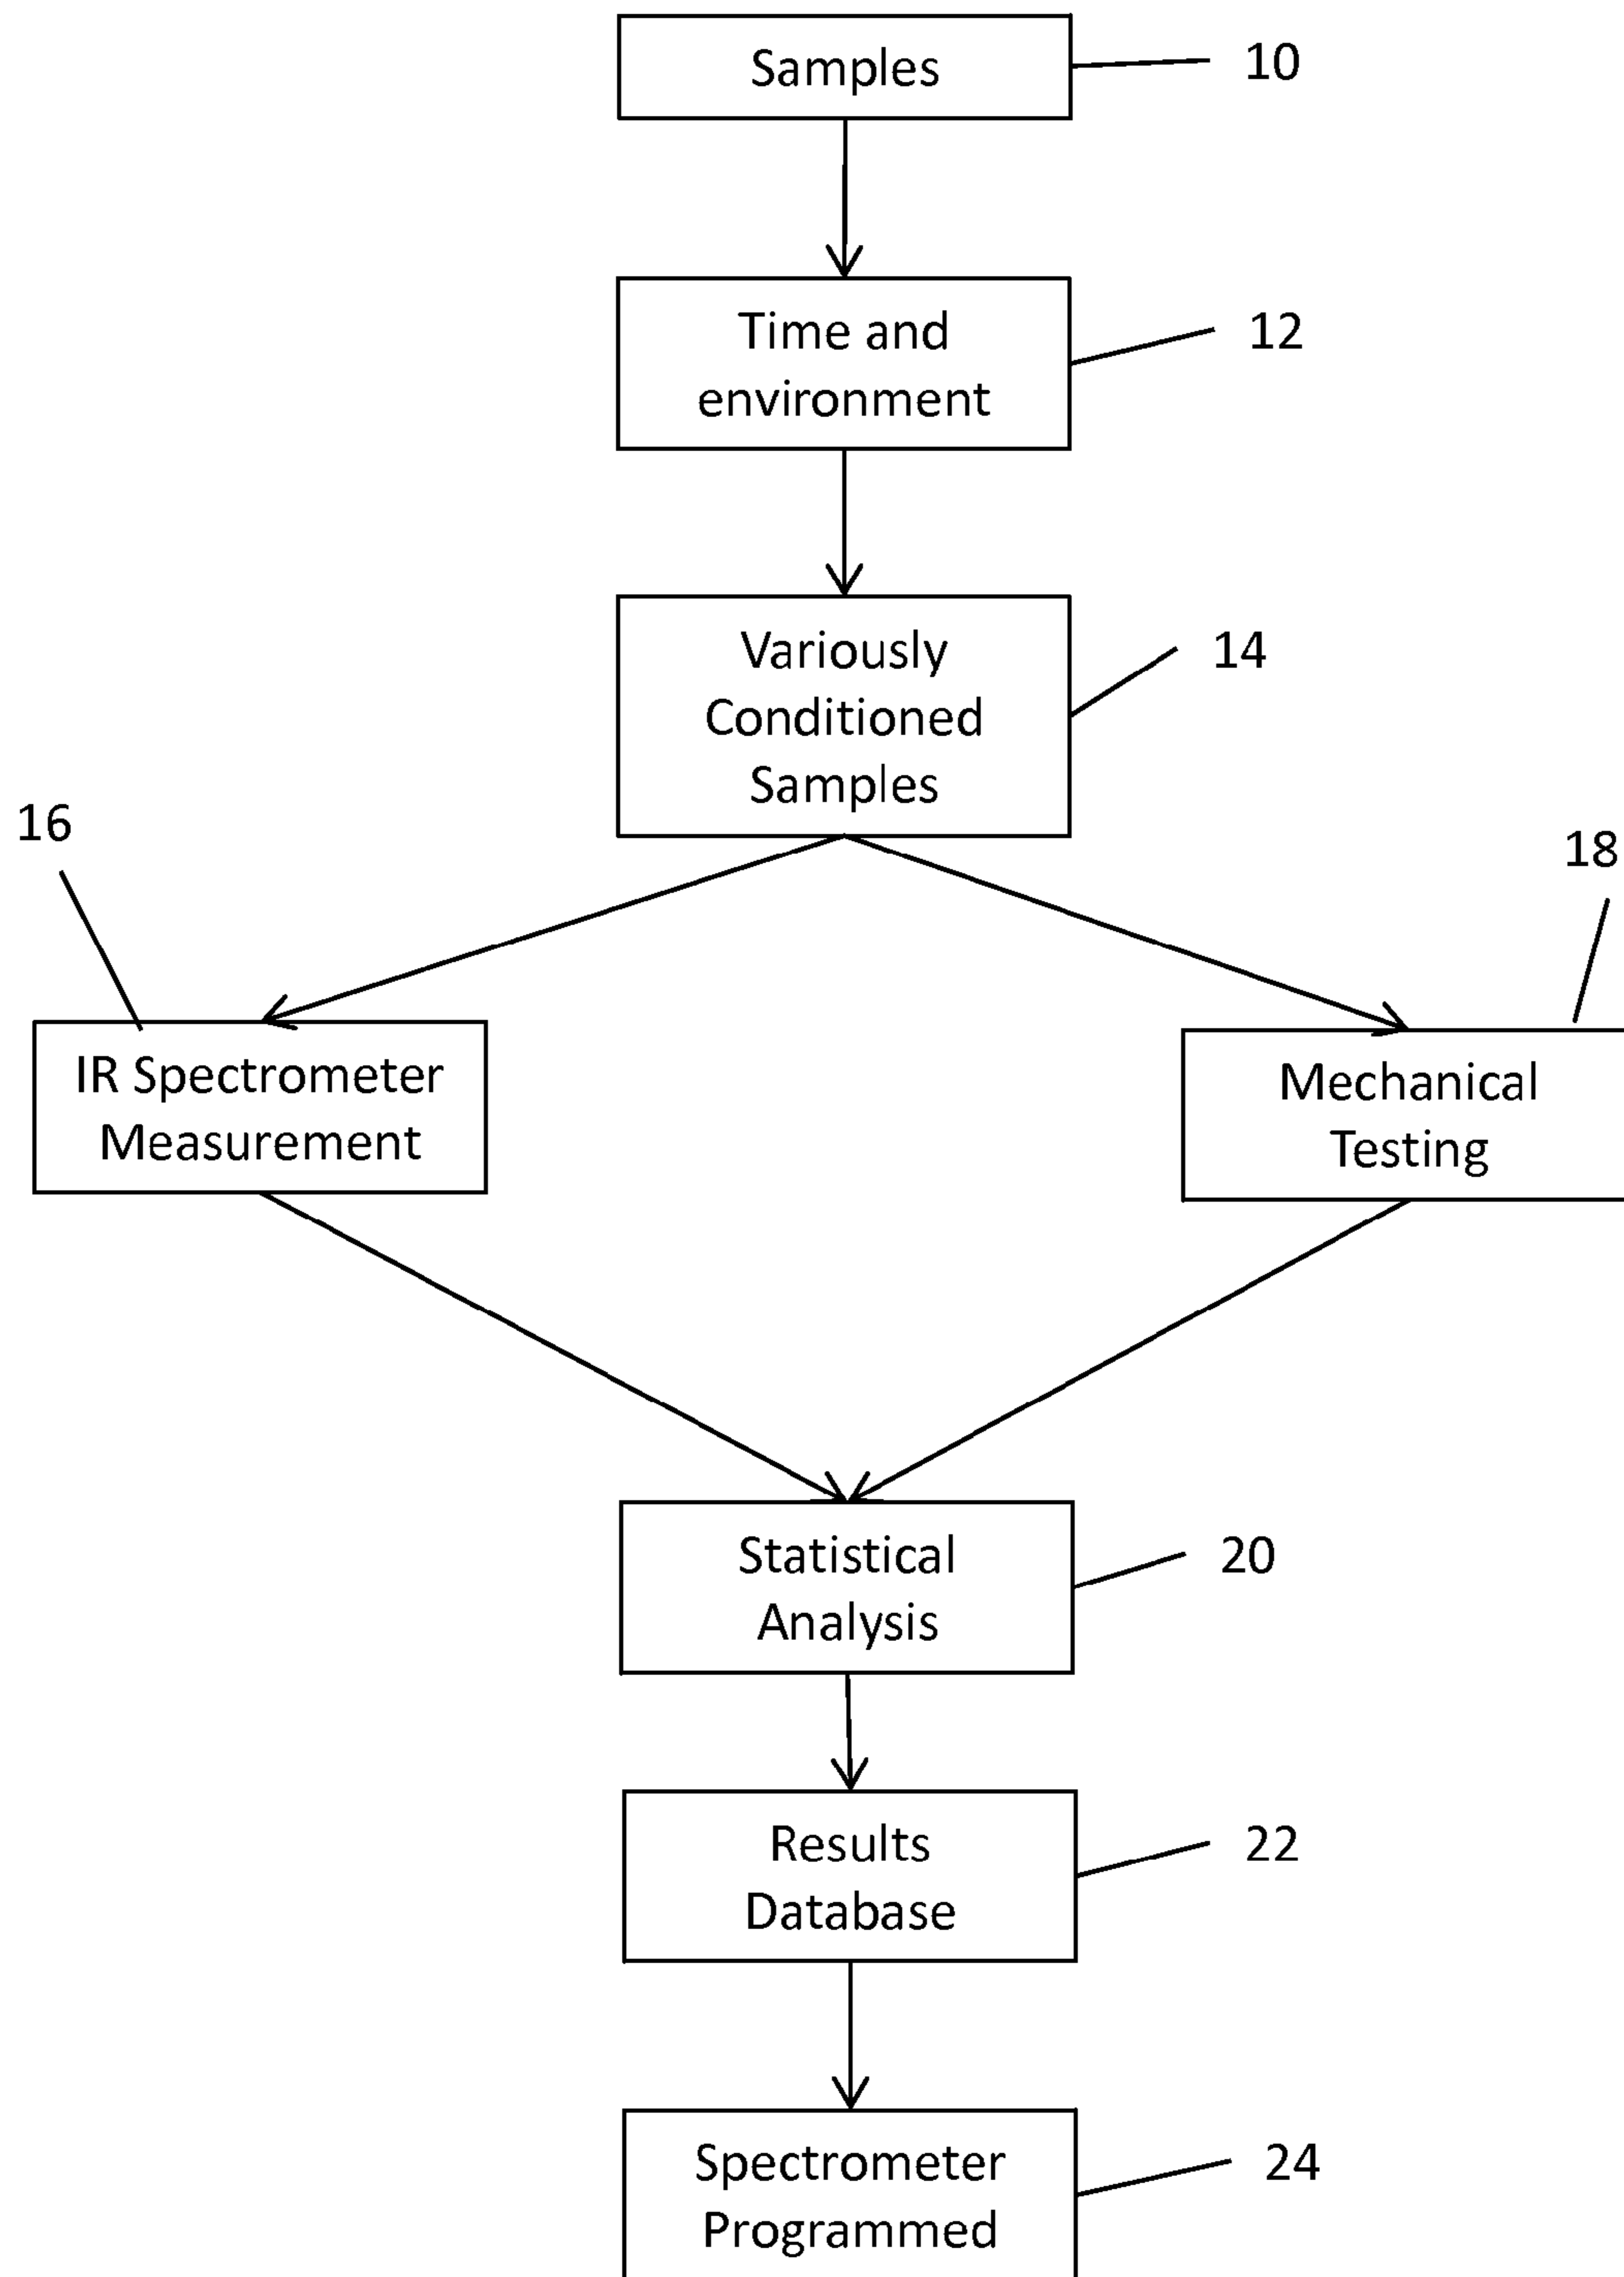 Samples
10
Time and
environment
12
Variously
Conditioned
Samples
14
16
18
IR Spectrometer
Measurement
Mechanical
Testing
Statistical
Analysis
20
Results
Database
22
Spectrometer
Programmed
24